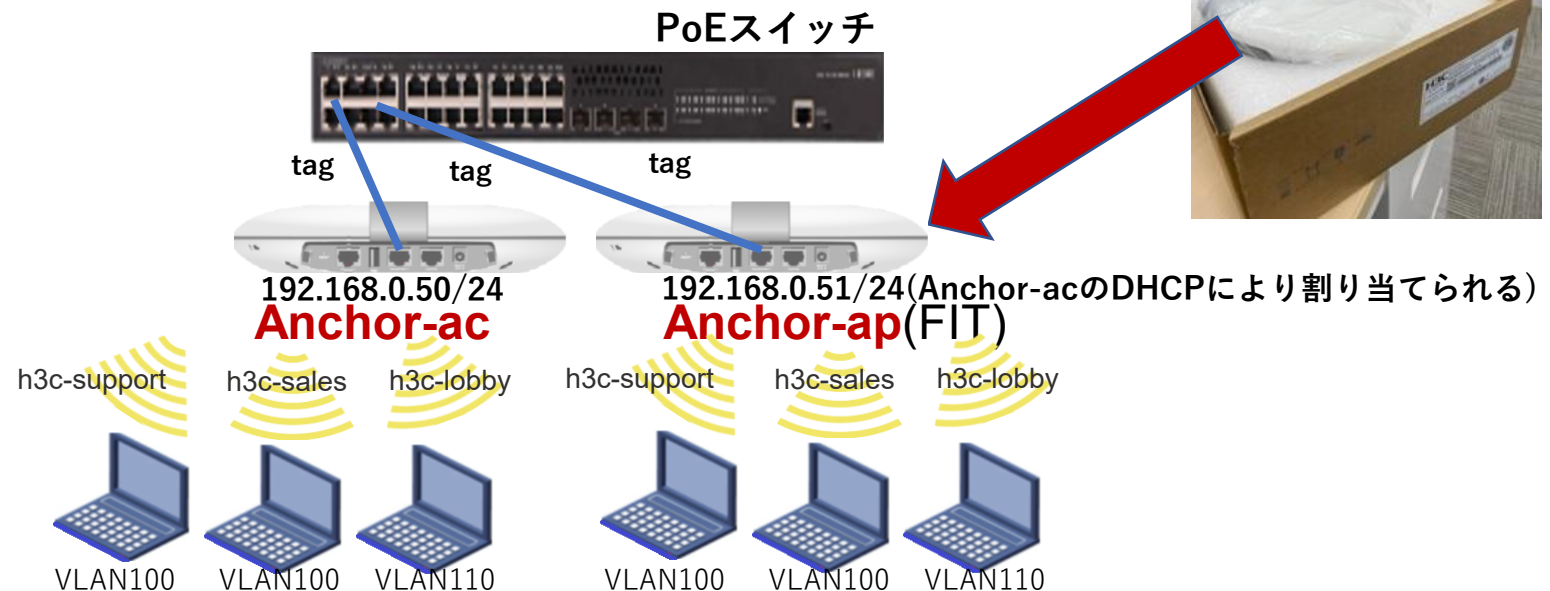 PoEスイッチ
H3C
tag
tag
tag
192.168.0.50/24
192.168.0.51/24(Anchor-acのDHCPにより割り当てられる)
Anchor-ac
Anchor-ap(FIT)
h3c-support
h3c-sales
h3c-lobby
h3c-support
h3c-sales
h3c-lobby
VLAN100
VLAN100
VLAN110
VLAN100
VLAN100
VLAN110